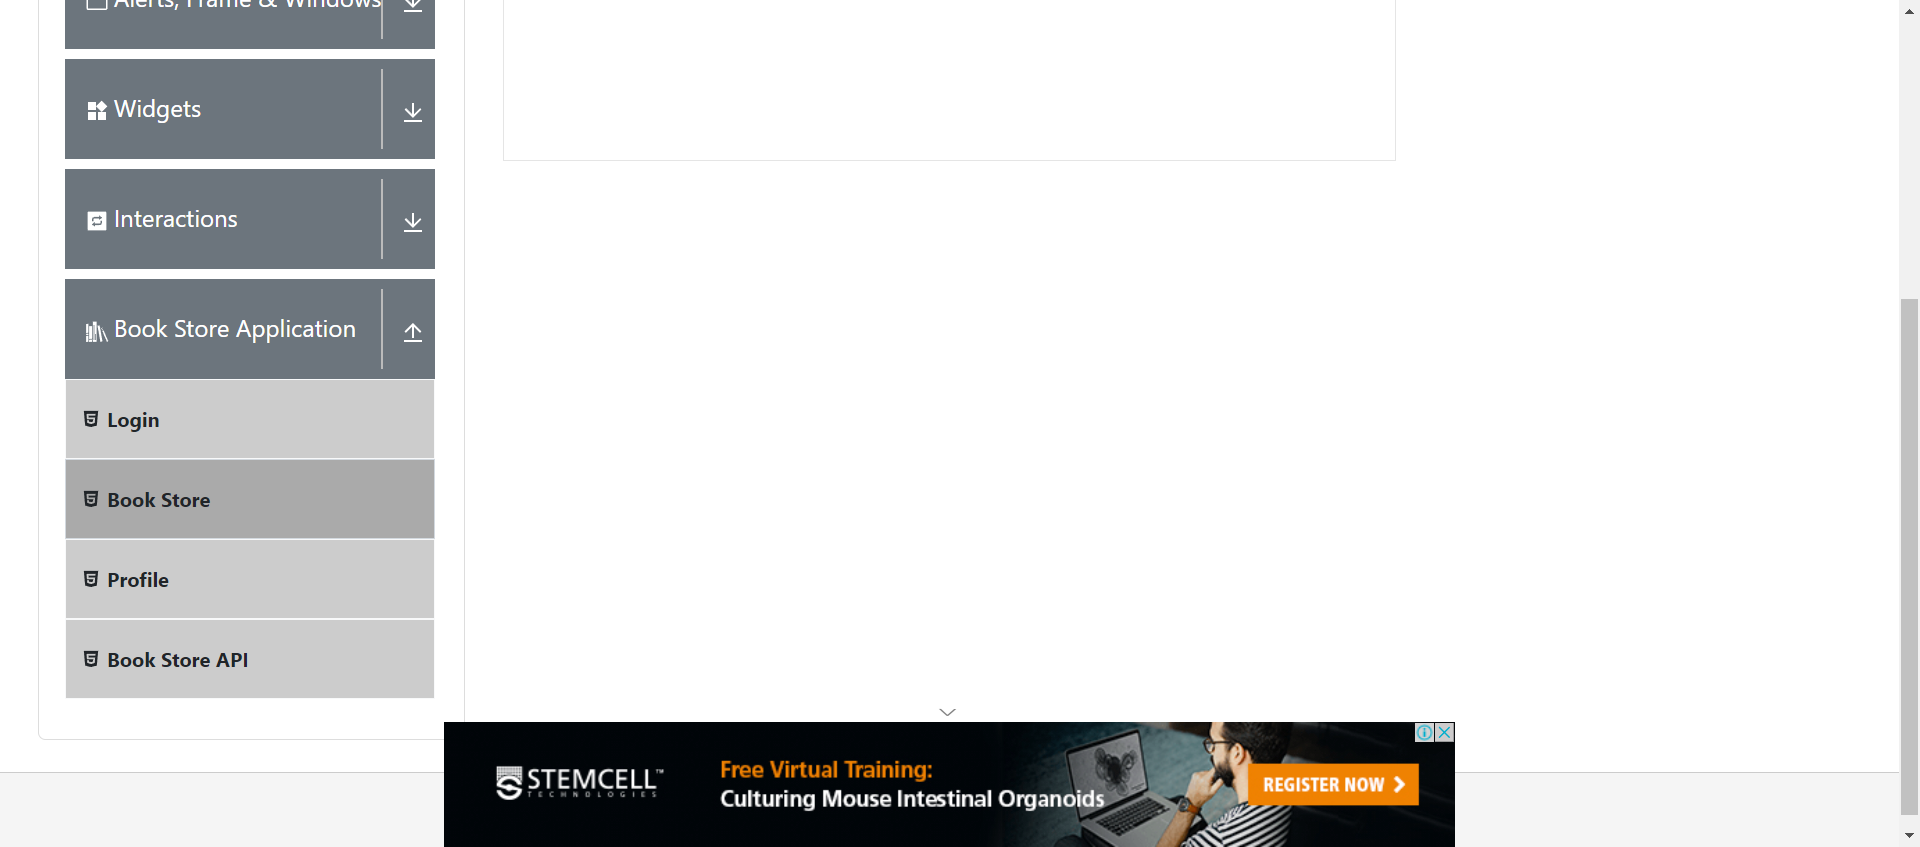 Alerts, Frame & Windows
Widgets
Interactions
Book Store Application
Login
Book Store
Profile
Book Store API
STEMCELL™
TECHNOLOGIES
Free Virtual Training:
Culturing Mouse Intestinal Organoids
REGISTER NOW